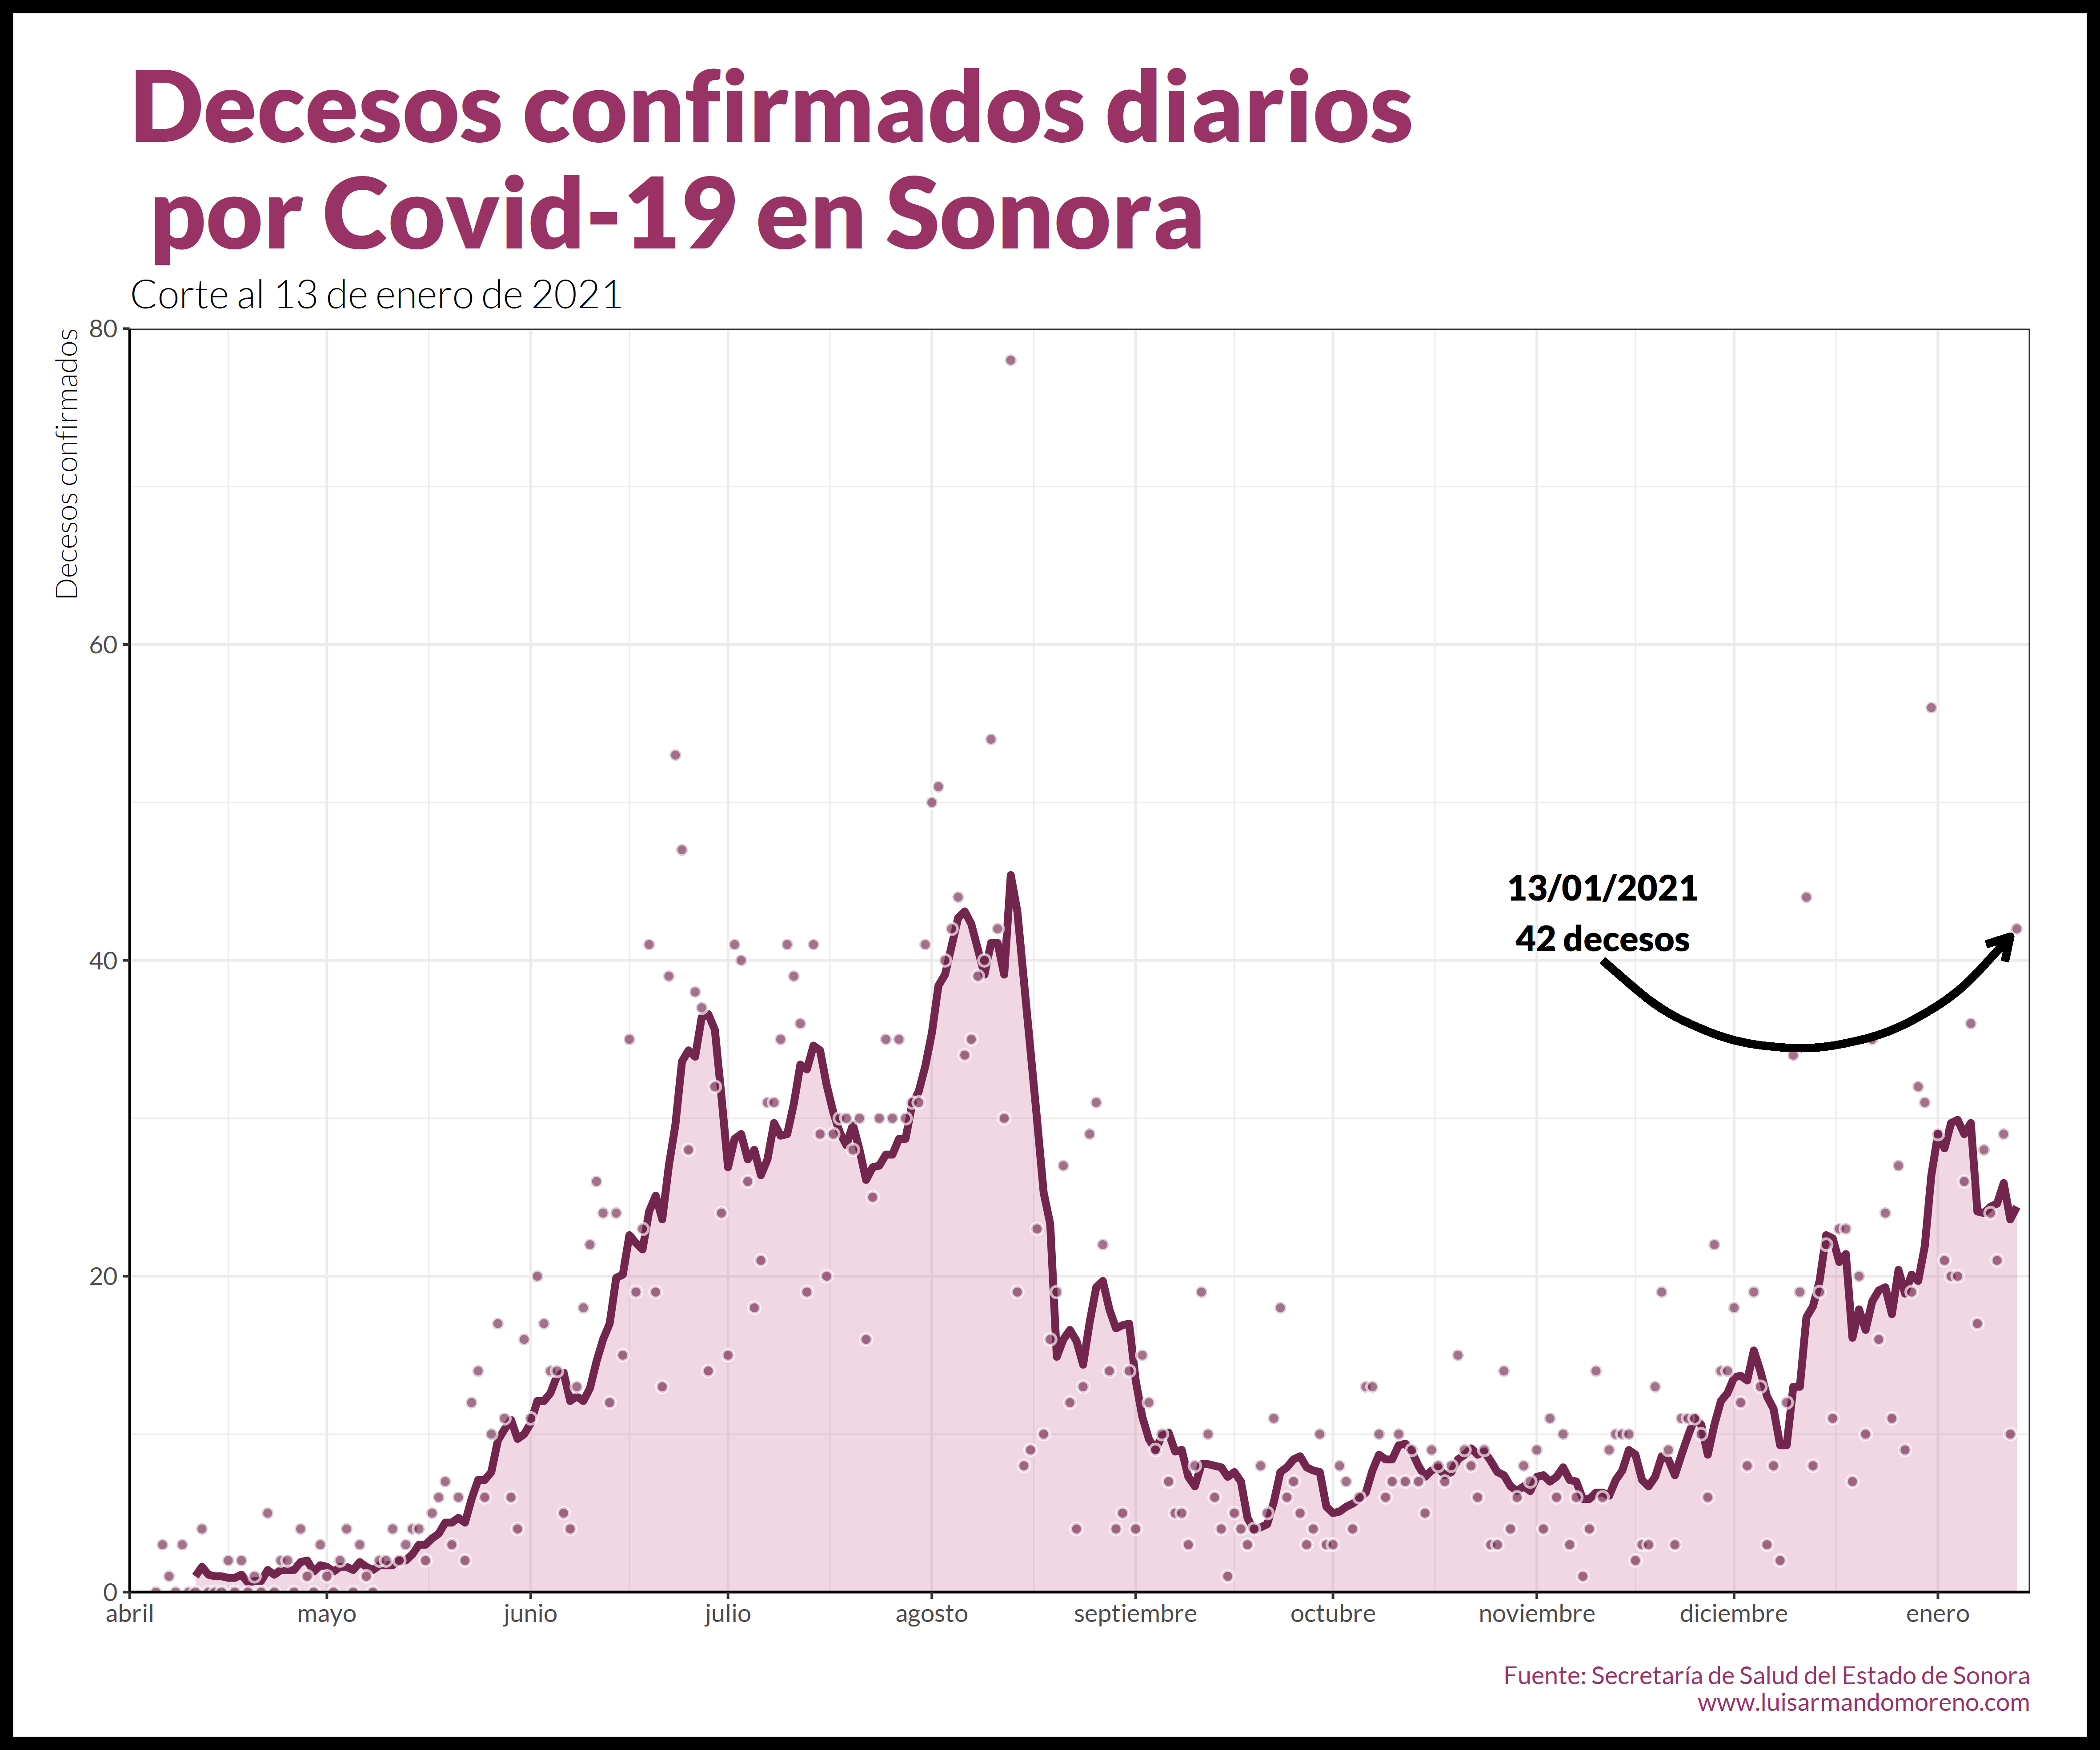 Decesos confirmados diarios
por Covid-19 en Sonora
Corte al 13 de enero de 2021
Decesos confirmados
80
60
40
20
0
13/01/2021
42 decesos
abril mayo junio julio agosto septiembre octubre noviembre diciembre enero
Fuente: Secretaría de Salud del Estado de Sonora
www.luisarmandomoreno.com